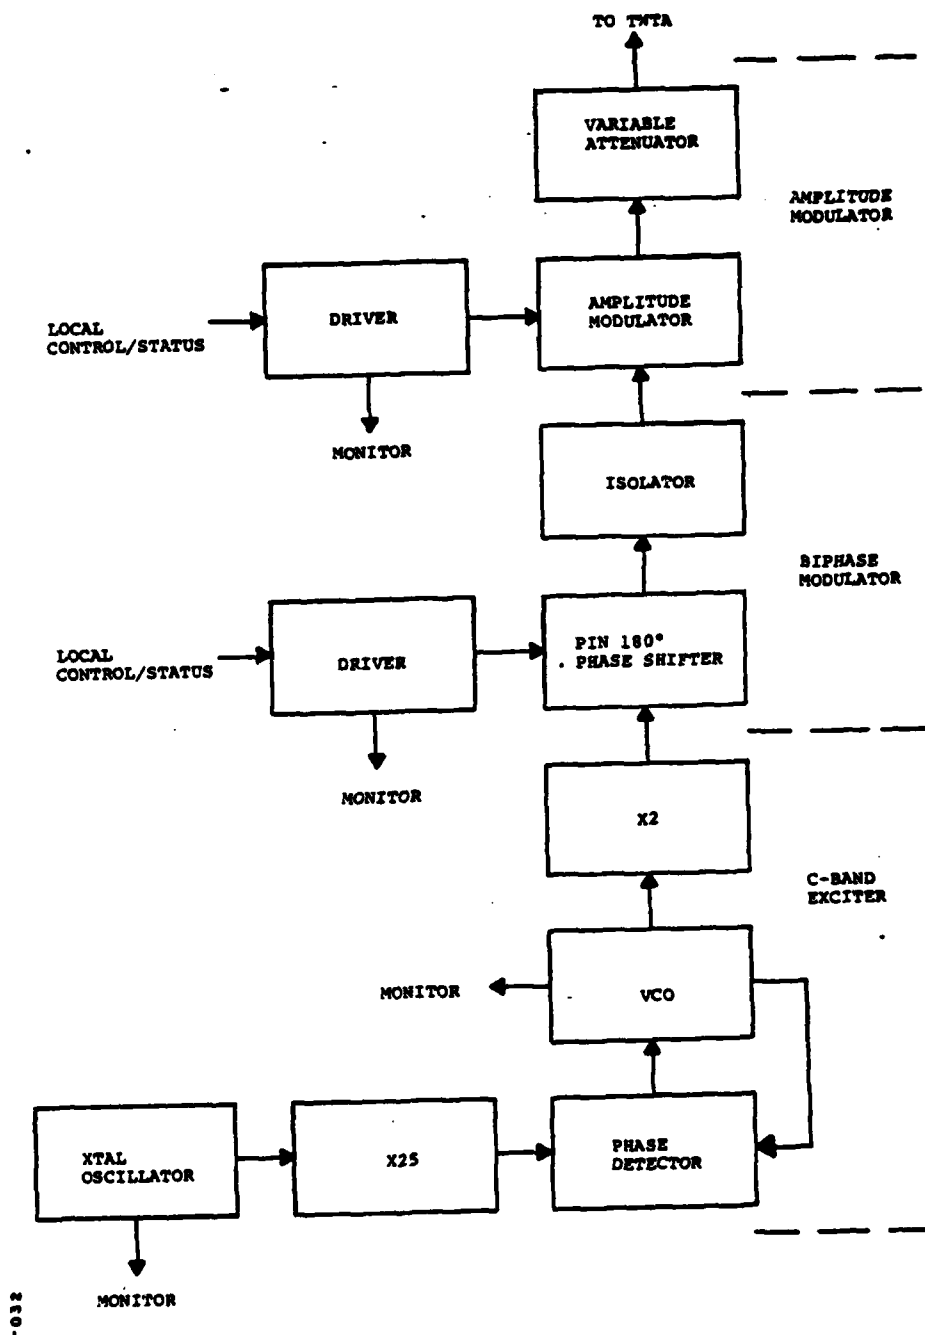 TO TWTA
VARIABLE
ATTENUATOR
AMPLITUDE
MODULATOR
LOCAL
CONTROL/STATUS
DRIVER
AMPLITUDE
MODULATOR
MONITOR
ISOLATOR
BIPHASE
MODULATOR
LOCAL
CONTROL/STATUS
DRIVER
PIN 180°
PHASE SHIFTER
MONITOR
X2
C-BAND
EXCITER
MONITOR
VCO
XTAL
OSCILLATOR
X25
PHASE
DETECTOR
MONITOR
-032